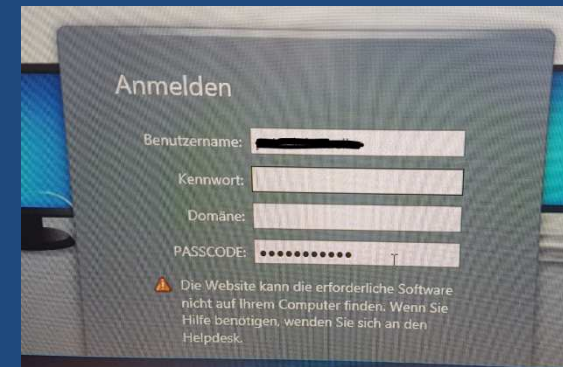 Anmelden
Benutzername:
Kennwort:
Domäne:
PASSCODE: •••••••••••
Die Website kann die erforderliche Software
nicht auf Ihrem Computer finden. Wenn Sie
Hilfe benötigen, wenden Sie sich an den
Helpdesk.